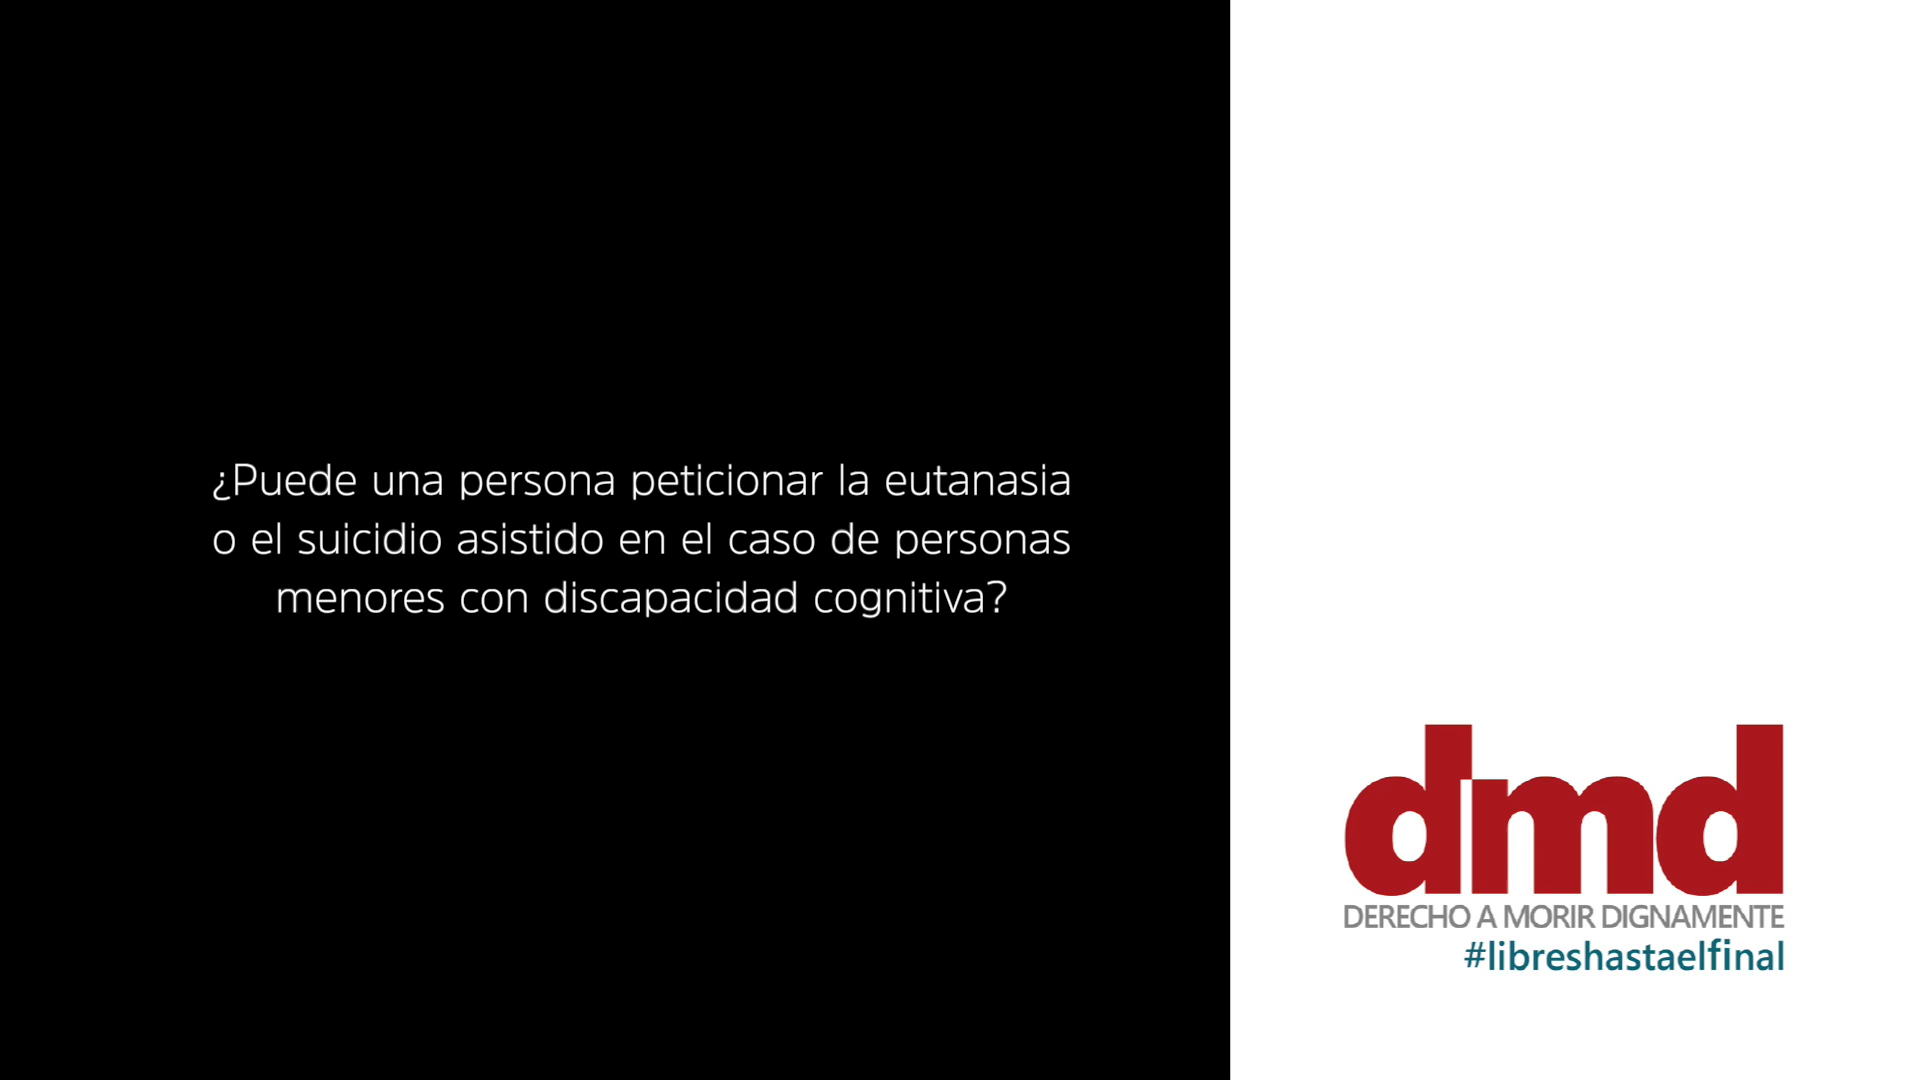 ¿Puede una persona peticionar la eutanasia
o el suicidio asistido en el caso de personas
menores con discapacidad cognitiva?
dmd
DERECHO A MORIR DIGNAMENTE
#libreshastaelfinal